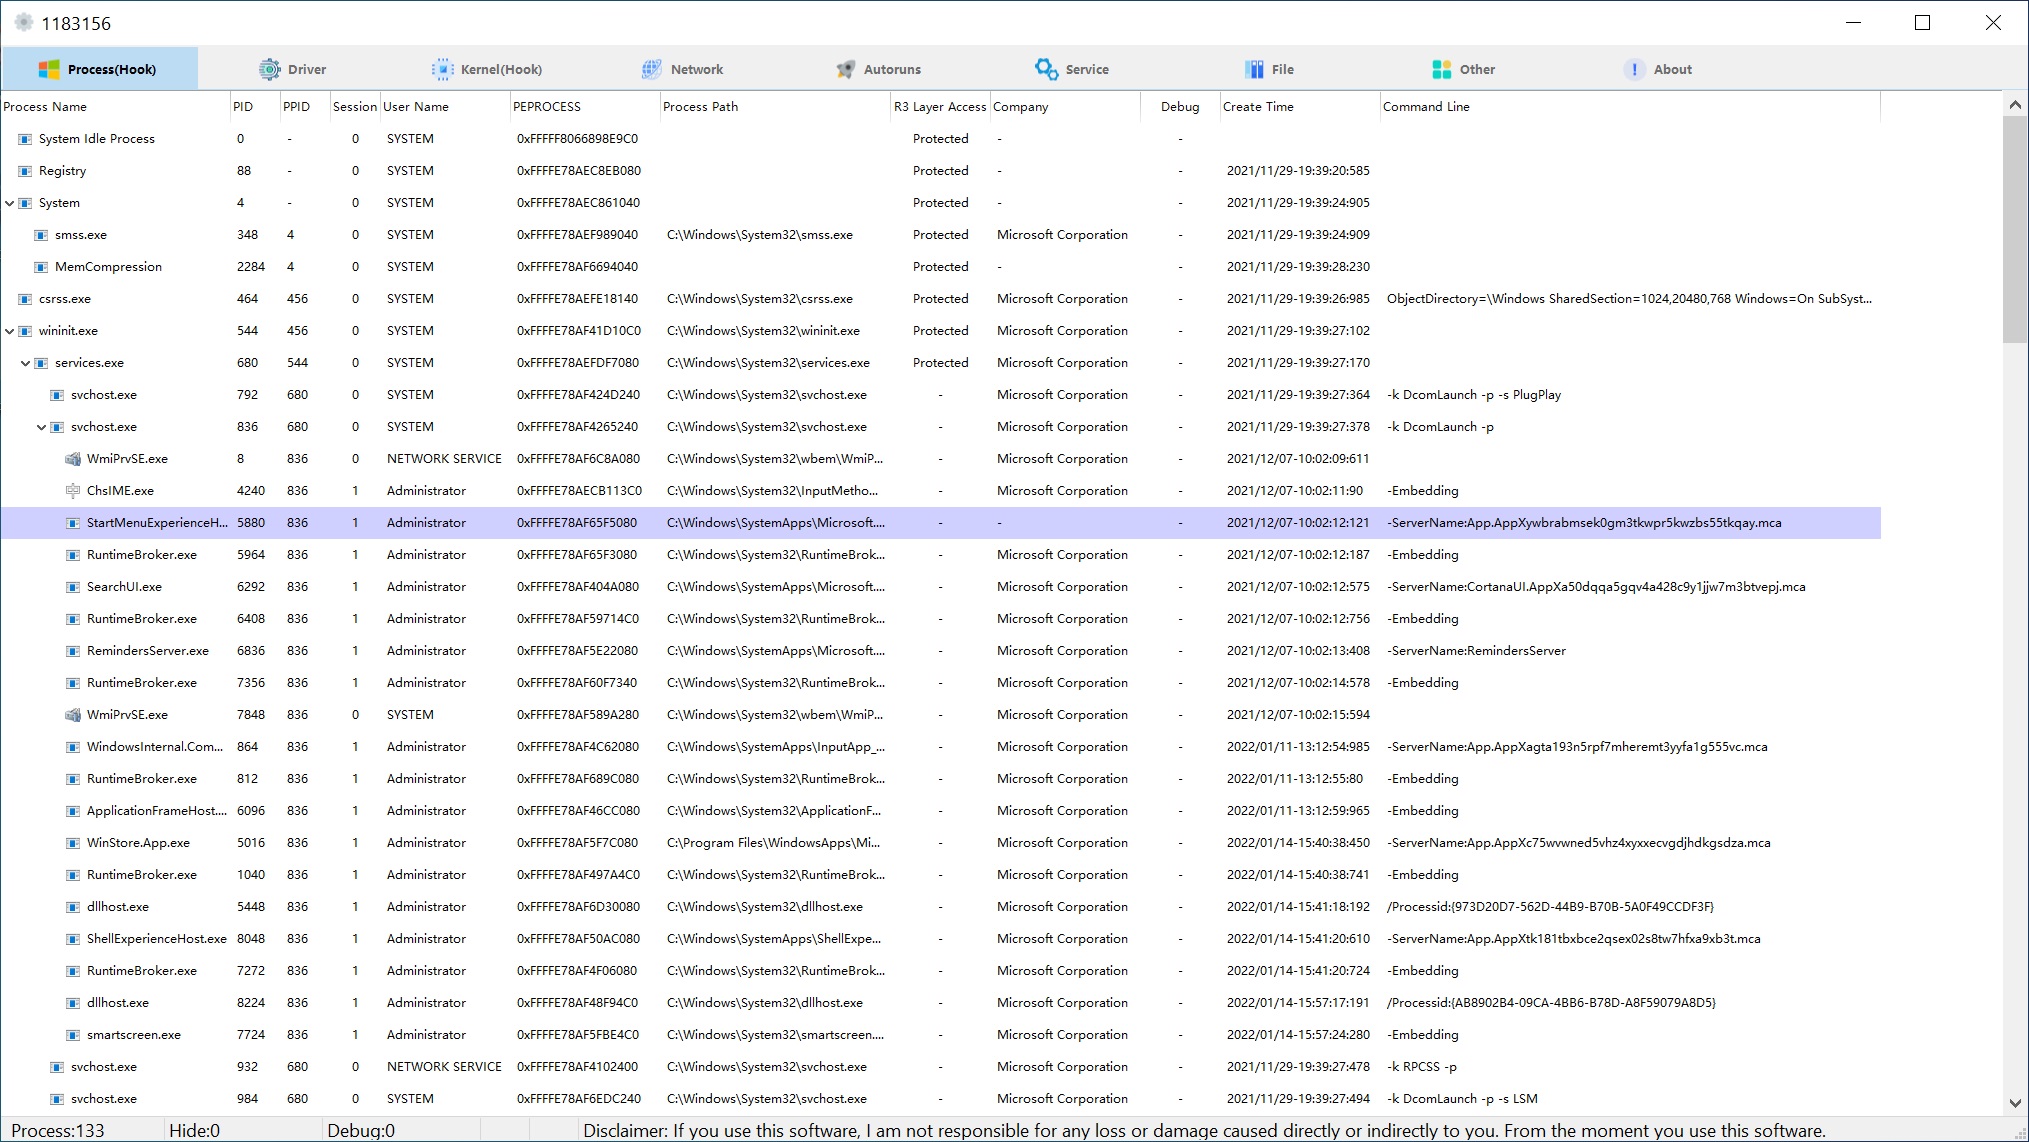 1183156
Process(Hook) Driver Kernel(Hook) Network Autoruns Service File Other About
Process Name PID PPID Session User Name PEPROCESS Process Path R3 Layer Access Company Debug Create Time Command Line
System Idle Process 0 - 0 SYSTEM 0xFFFFF8066898E9C0 Protected - -
Registry 88 - 0 SYSTEM 0xFFFFE78AEC8EB080 Protected - - 2021/11/29-19:39:20:585
System 4 - 0 SYSTEM 0xFFFFE78AEC861040 Protected - - 2021/11/29-19:39:24:905
smss.exe 348 4 0 SYSTEM 0xFFFFE78AEF989040 C:\Windows\System32\smss.exe Protected Microsoft Corporation - 2021/11/29-19:39:24:909
MemCompression 2284 4 0 SYSTEM 0xFFFFE78AF6694040 Protected - - 2021/11/29-19:39:28:230
csrss.exe 464 456 0 SYSTEM 0xFFFFE78AEFE18140 C:\Windows\System32\csrss.exe Protected Microsoft Corporation - 2021/11/29-19:39:26:985 ObjectDirectory=\Windows SharedSection=1024,20480,768 Windows=On SubSyst...
wininit.exe 544 456 0 SYSTEM 0xFFFFE78AF41D10C0 C:\Windows\System32\wininit.exe Protected Microsoft Corporation - 2021/11/29-19:39:27:102
services.exe 680 544 0 SYSTEM 0xFFFFE78AEFDF7080 C:\Windows\System32\services.exe Protected Microsoft Corporation - 2021/11/29-19:39:27:170
svchost.exe 792 680 0 SYSTEM 0xFFFFE78AF424D240 C:\Windows\System32\svchost.exe - Microsoft Corporation - 2021/11/29-19:39:27:364 -k DcomLaunch -p -s PlugPlay
svchost.exe 836 680 0 SYSTEM 0xFFFFE78AF4265240 C:\Windows\System32\svchost.exe - Microsoft Corporation - 2021/11/29-19:39:27:378 -k DcomLaunch -p
WmiPrvSE.exe 8 836 0 NETWORK SERVICE 0xFFFFE78AF6C8A080 C:\Windows\System32\wbem\WmiP... - Microsoft Corporation - 2021/12/07-10:02:09:611
ChsIME.exe 4240 836 1 Administrator 0xFFFFE78AECB113C0 C:\Windows\System32\InputMetho... - Microsoft Corporation - 2021/12/07-10:02:11:90 -Embedding
StartMenuExperienceH... 5880 836 1 Administrator 0xFFFFE78AF65F5080 C:\Windows\SystemApps\Microsoft.... - - - 2021/12/07-10:02:12:121 -ServerName:App.AppXywbrabmsek0gm3tkwpr5kwzbs55tkqay.mca
RuntimeBroker.exe 5964 836 1 Administrator 0xFFFFE78AF65F3080 C:\Windows\System32\RuntimeBrok... - Microsoft Corporation - 2021/12/07-10:02:12:187 -Embedding
SearchUI.exe 6292 836 1 Administrator 0xFFFFE78AF404A080 C:\Windows\SystemApps\Microsoft.... - Microsoft Corporation - 2021/12/07-10:02:12:575 -ServerName:CortanaUI.AppXa50dqqa5gqv4a428c9y1jjw7m3btvepj.mca
RuntimeBroker.exe 6408 836 1 Administrator 0xFFFFE78AF59714C0 C:\Windows\System32\RuntimeBrok... - Microsoft Corporation - 2021/12/07-10:02:12:756 -Embedding
RemindersServer.exe 6836 836 1 Administrator 0xFFFFE78AF5E22080 C:\Windows\SystemApps\Microsoft.... - Microsoft Corporation - 2021/12/07-10:02:13:408 -ServerName:RemindersServer
RuntimeBroker.exe 7356 836 1 Administrator 0xFFFFE78AF60F7340 C:\Windows\System32\RuntimeBrok... - Microsoft Corporation - 2021/12/07-10:02:14:578 -Embedding
WmiPrvSE.exe 7848 836 0 SYSTEM 0xFFFFE78AF589A280 C:\Windows\System32\wbem\WmiP... - Microsoft Corporation - 2021/12/07-10:02:15:594
WindowsInternal.Com... 864 836 1 Administrator 0xFFFFE78AF4C62080 C:\Windows\SystemApps\InputApp_... - Microsoft Corporation - 2022/01/11-13:12:54:985 -ServerName:App.AppXagta193n5rpf7mheremt3yyfa1g555vc.mca
RuntimeBroker.exe 812 836 1 Administrator 0xFFFFE78AF689C080 C:\Windows\System32\RuntimeBrok... - Microsoft Corporation - 2022/01/11-13:12:55:80 -Embedding
ApplicationFrameHost.... 6096 836 1 Administrator 0xFFFFE78AF46CC080 C:\Windows\System32\ApplicationF... - Microsoft Corporation - 2022/01/11-13:12:59:965 -Embedding
WinStore.App.exe 5016 836 1 Administrator 0xFFFFE78AF5F7C080 C:\Program Files\WindowsApps\Mi... - Microsoft Corporation - 2022/01/14-15:40:38:450 -ServerName:App.AppXc75wvwned5vhz4xyxxecvgdjhdkgsdza.mca
RuntimeBroker.exe 1040 836 1 Administrator 0xFFFFE78AF497A4C0 C:\Windows\System32\RuntimeBrok... - Microsoft Corporation - 2022/01/14-15:40:38:741 -Embedding
dllhost.exe 5448 836 1 Administrator 0xFFFFE78AF6D30080 C:\Windows\System32\dllhost.exe - Microsoft Corporation - 2022/01/14-15:41:18:192 /Processid:{973D20D7-562D-44B9-B70B-5A0F49CCDF3F}
ShellExperienceHost.exe 8048 836 1 Administrator 0xFFFFE78AF50AC080 C:\Windows\SystemApps\ShellExpe... - Microsoft Corporation - 2022/01/14-15:41:20:610 -ServerName:App.AppXtk181tbxbce2qsex02s8tw7hfxa9xb3t.mca
RuntimeBroker.exe 7272 836 1 Administrator 0xFFFFE78AF4F06080 C:\Windows\System32\RuntimeBrok... - Microsoft Corporation - 2022/01/14-15:41:20:724 -Embedding
dllhost.exe 8224 836 1 Administrator 0xFFFFE78AF48F94C0 C:\Windows\System32\dllhost.exe - Microsoft Corporation - 2022/01/14-15:57:17:191 /Processid:{AB8902B4-09CA-4BB6-B78D-A8F59079A8D5}
smartscreen.exe 7724 836 1 Administrator 0xFFFFE78AF5FBE4C0 C:\Windows\System32\smartscreen.... - Microsoft Corporation - 2022/01/14-15:57:24:280 -Embedding
svchost.exe 932 680 0 NETWORK SERVICE 0xFFFFE78AF4102400 C:\Windows\System32\svchost.exe - Microsoft Corporation - 2021/11/29-19:39:27:478 -k RPCSS -p
svchost.exe 984 680 0 SYSTEM 0xFFFFE78AF6EDC240 C:\Windows\System32\svchost.exe - Microsoft Corporation - 2021/11/29-19:39:27:494 -k DcomLaunch -p -s LSM
Process:133 Hide:0 Debug:0 Disclaimer: If you use this software, I am not responsible for any loss or damage caused directly or indirectly to you. From the moment you use this software.